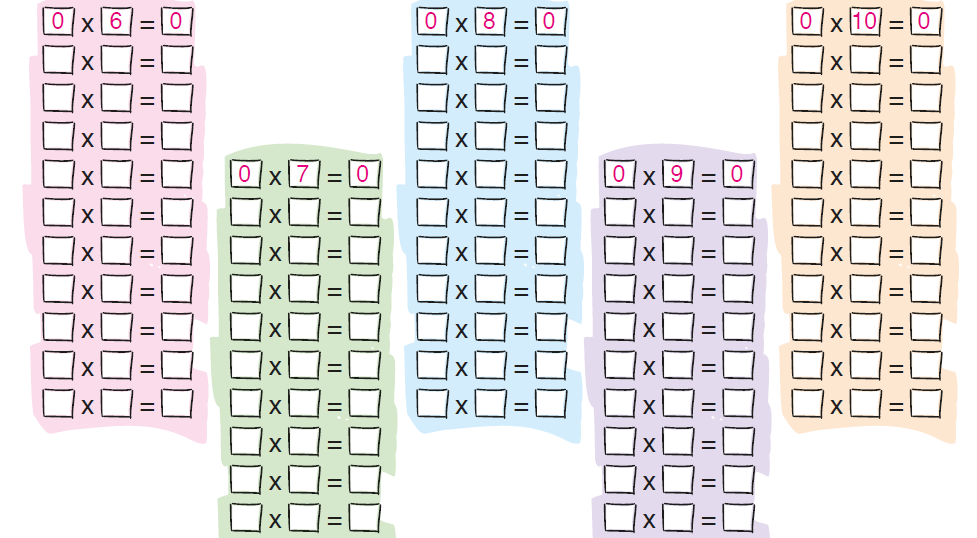 0 x 6 = 0
x =
x =
x =
x =
x =
x =
x =
x =
x =
x =
0 x 7 = 0
x =
x =
x =
x =
x =
x =
x =
x =
x =
0 x 8 = 0
x =
x =
x =
x =
x =
x =
x =
x =
x =
x =
0 x 9 = 0
x =
x =
x =
x =
x =
x =
x =
x =
x =
0 x 10 = 0
x =
x =
x =
x =
x =
x =
x =
x =
x =
x =